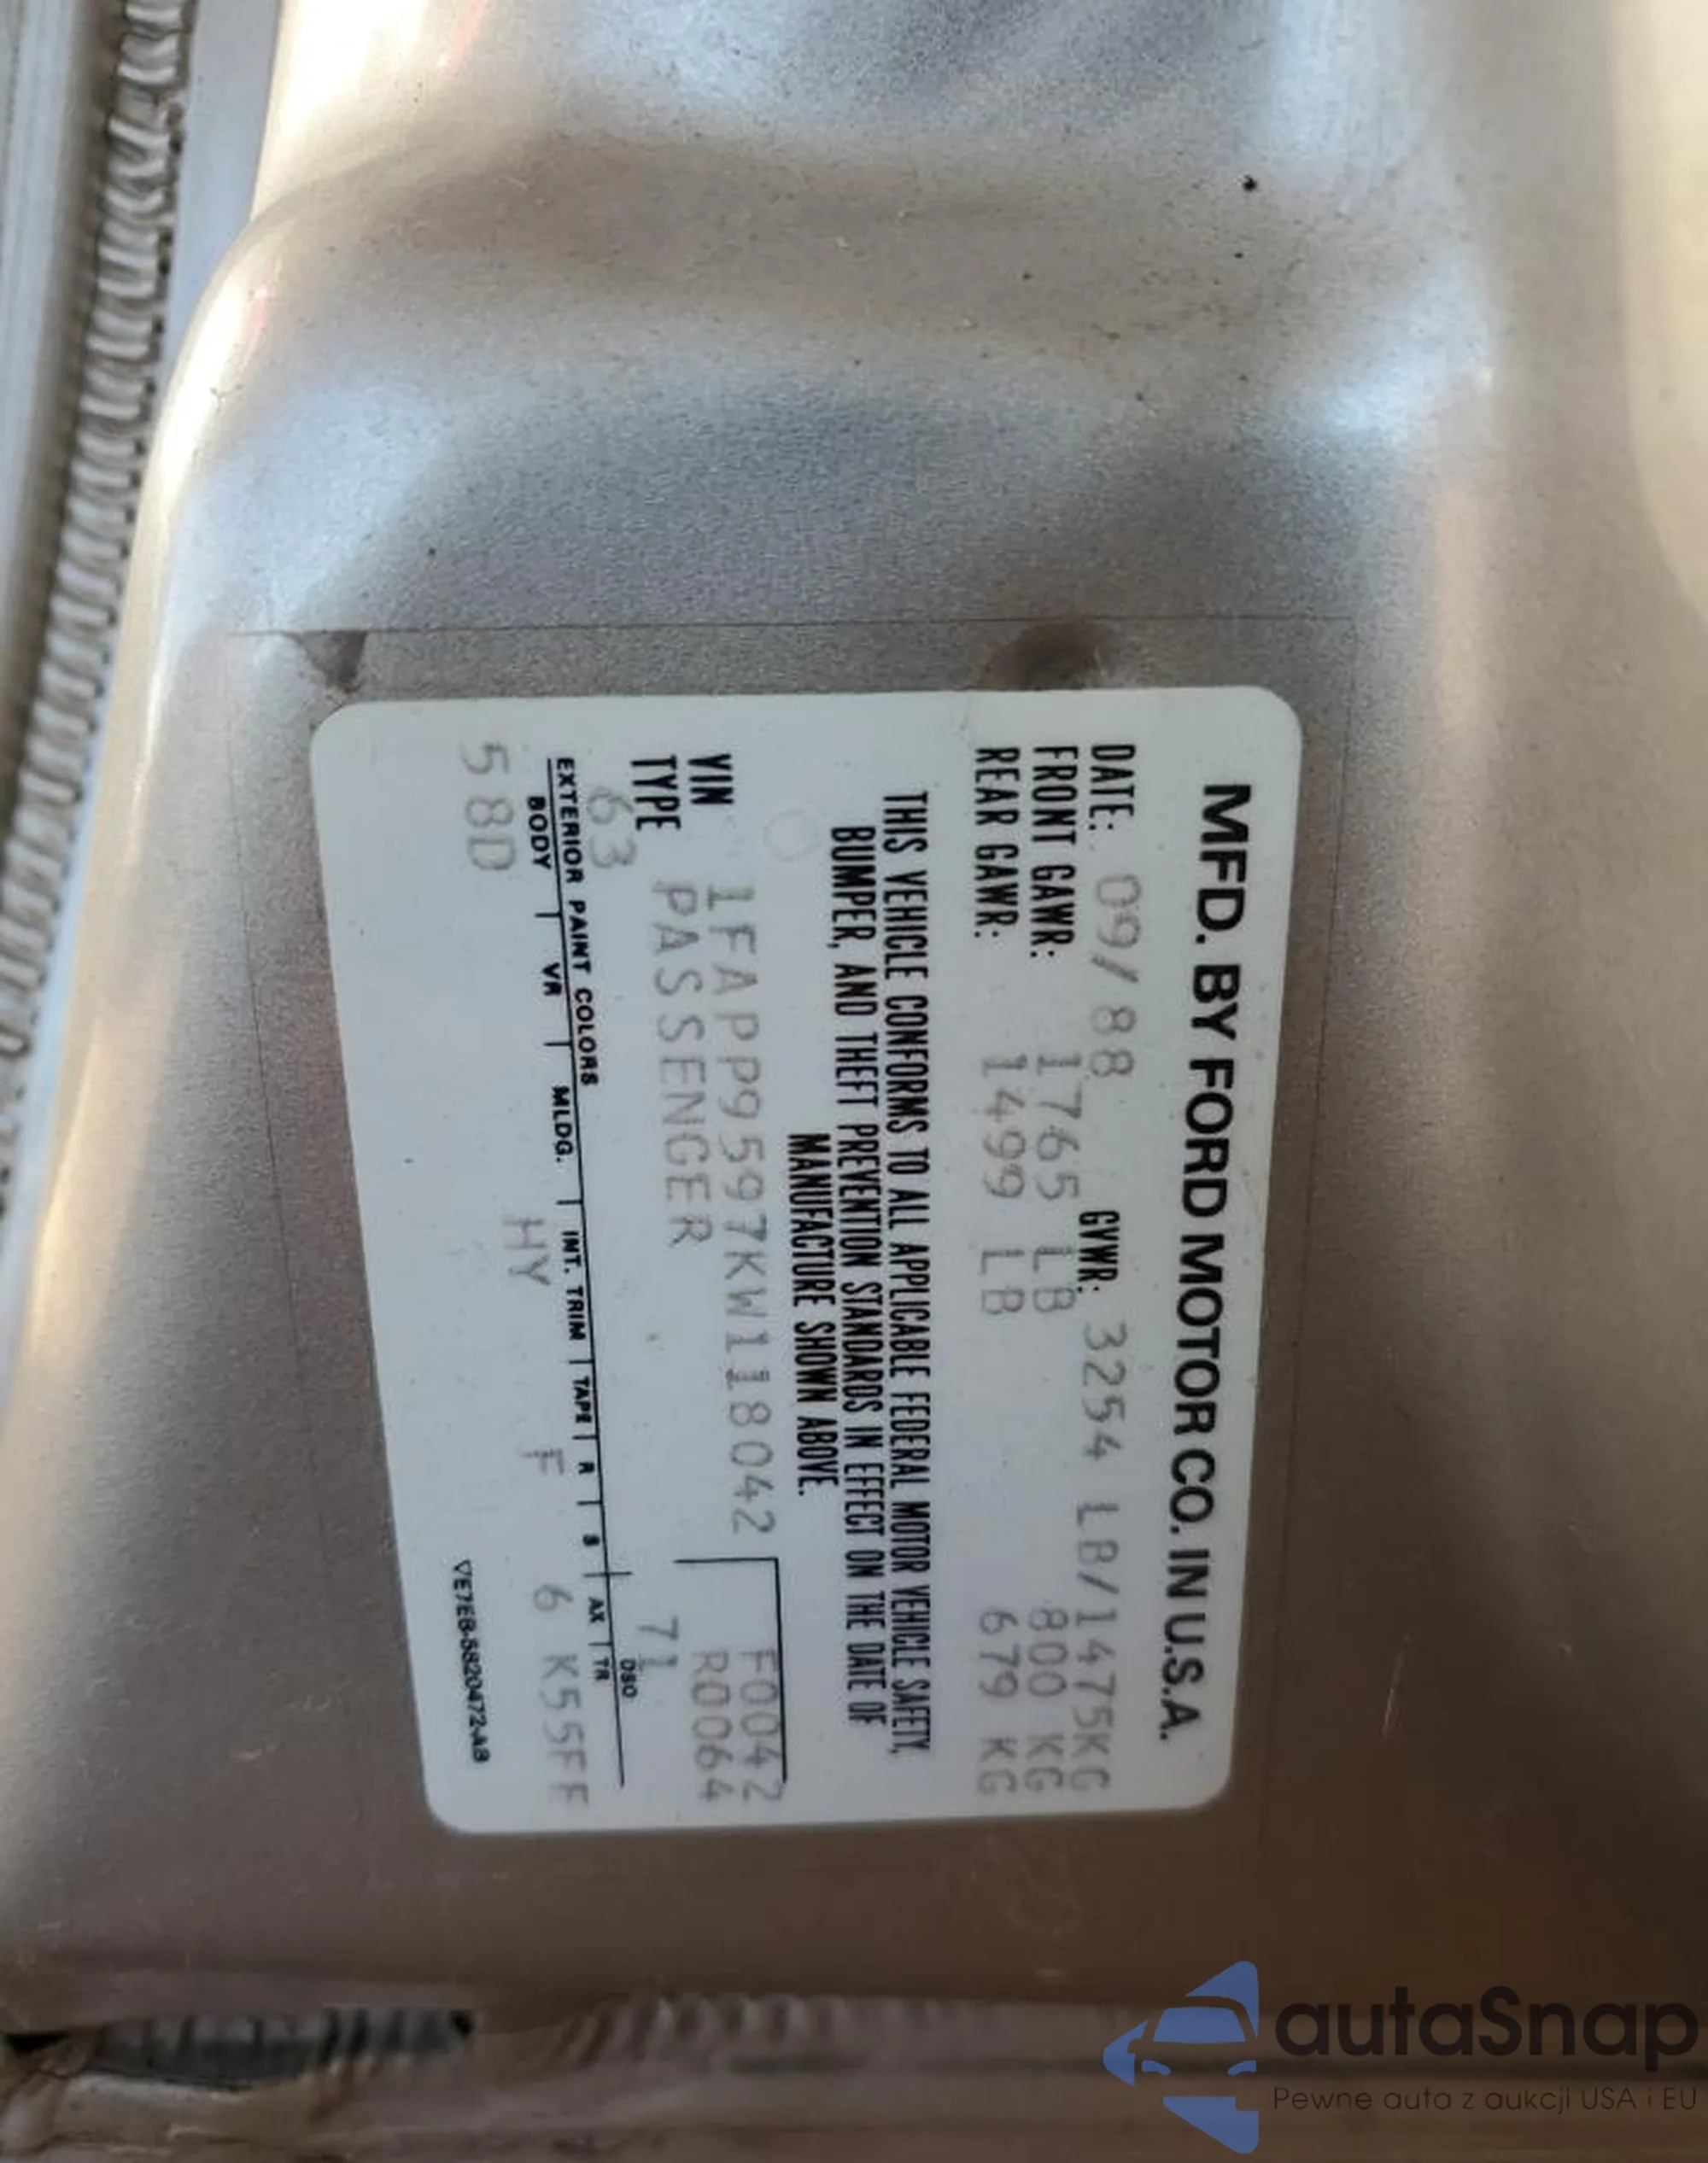 MFD. BY FORD MOTOR CO. IN U.S.A.
DATE: 09/88 GVWR: 3254 LB/1475KG
FRONT GAWR: 1765 LB 800 KG
REAR GAWR: 1499 LB 679 KG
THIS VEHICLE CONFORMS TO ALL APPLICABLE FEDERAL MOTOR VEHICLE SAFETY,
BUMPER, AND THEFT PREVENTION STANDARDS IN EFFECT ON THE DATE OF
MANUFACTURE SHOWN ABOVE.
VIN 1FAPP9597KW118042 F0042
TYPE PASSENGER R0064
63 71
EXTERIOR PAINT COLORS DSO
BODY VR MLDG. INT. TRIM TAPE R S AX TR
58D HY F 6 K55FF
VE7EB-5820472-AB
autaSnap
Pewne auta z aukcji USA i EU